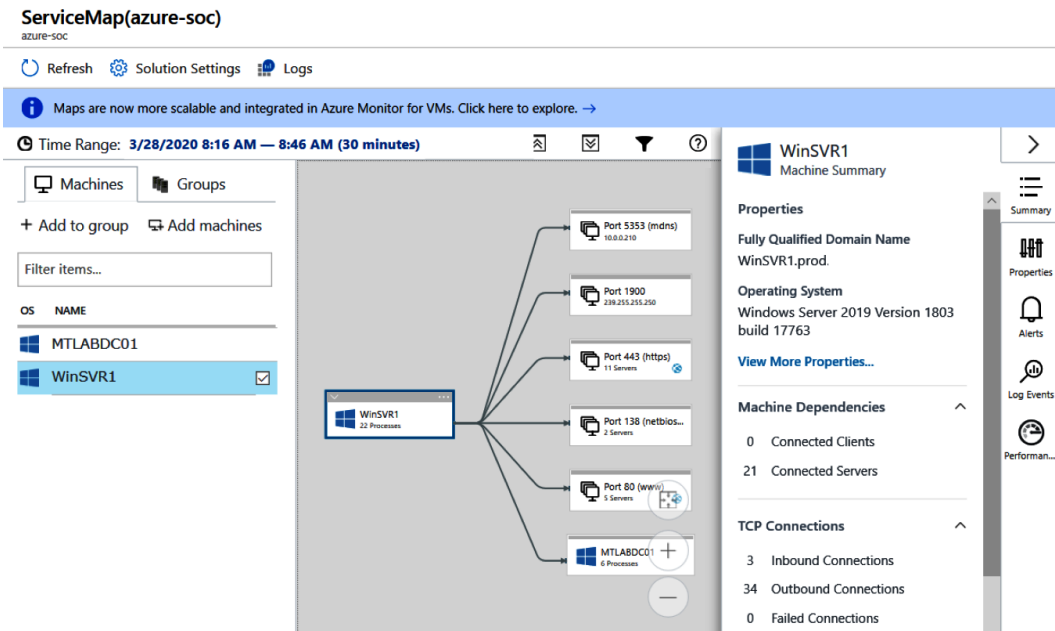 ServiceMap(azure-soc)
azure-soc
Refresh Solution Settings Logs
Maps are now more scalable and integrated in Azure Monitor for VMs. Click here to explore. →
Time Range: 3/28/2020 8:16 AM — 8:46 AM (30 minutes)
Machines Groups
+ Add to group Add machines
Filter items...
OS NAME
MTLABDC01
WinSVR1
WinSVR1
22 Processes
Port 5353 (mdns)
10.0.0.210
Port 1900
239.255.255.250
Port 443 (https)
11 Servers
Port 138 (netbios...
2 Servers
Port 80 (www)
5 Servers
MTLABDC01
6 Processes
WinSVR1
Machine Summary
Properties
Fully Qualified Domain Name
WinSVR1.prod.
Operating System
Windows Server 2019 Version 1803
build 17763
View More Properties...
Machine Dependencies
0 Connected Clients
21 Connected Servers
TCP Connections
3 Inbound Connections
34 Outbound Connections
0 Failed Connections
Summary
Properties
Alerts
Log Events
Performan...